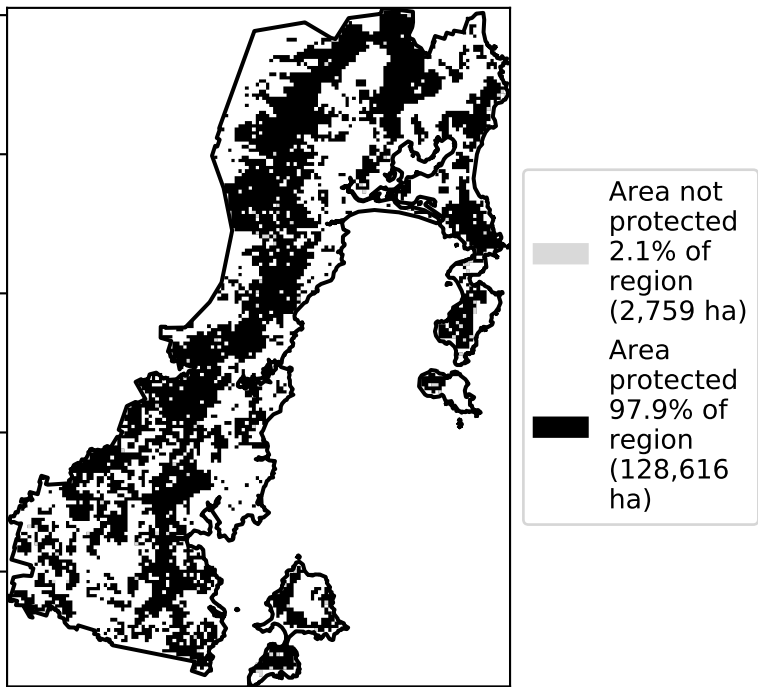 Area not
protected
2.1% of
region
(2,759 ha)
Area
protected
97.9% of
region
(128,616
ha)